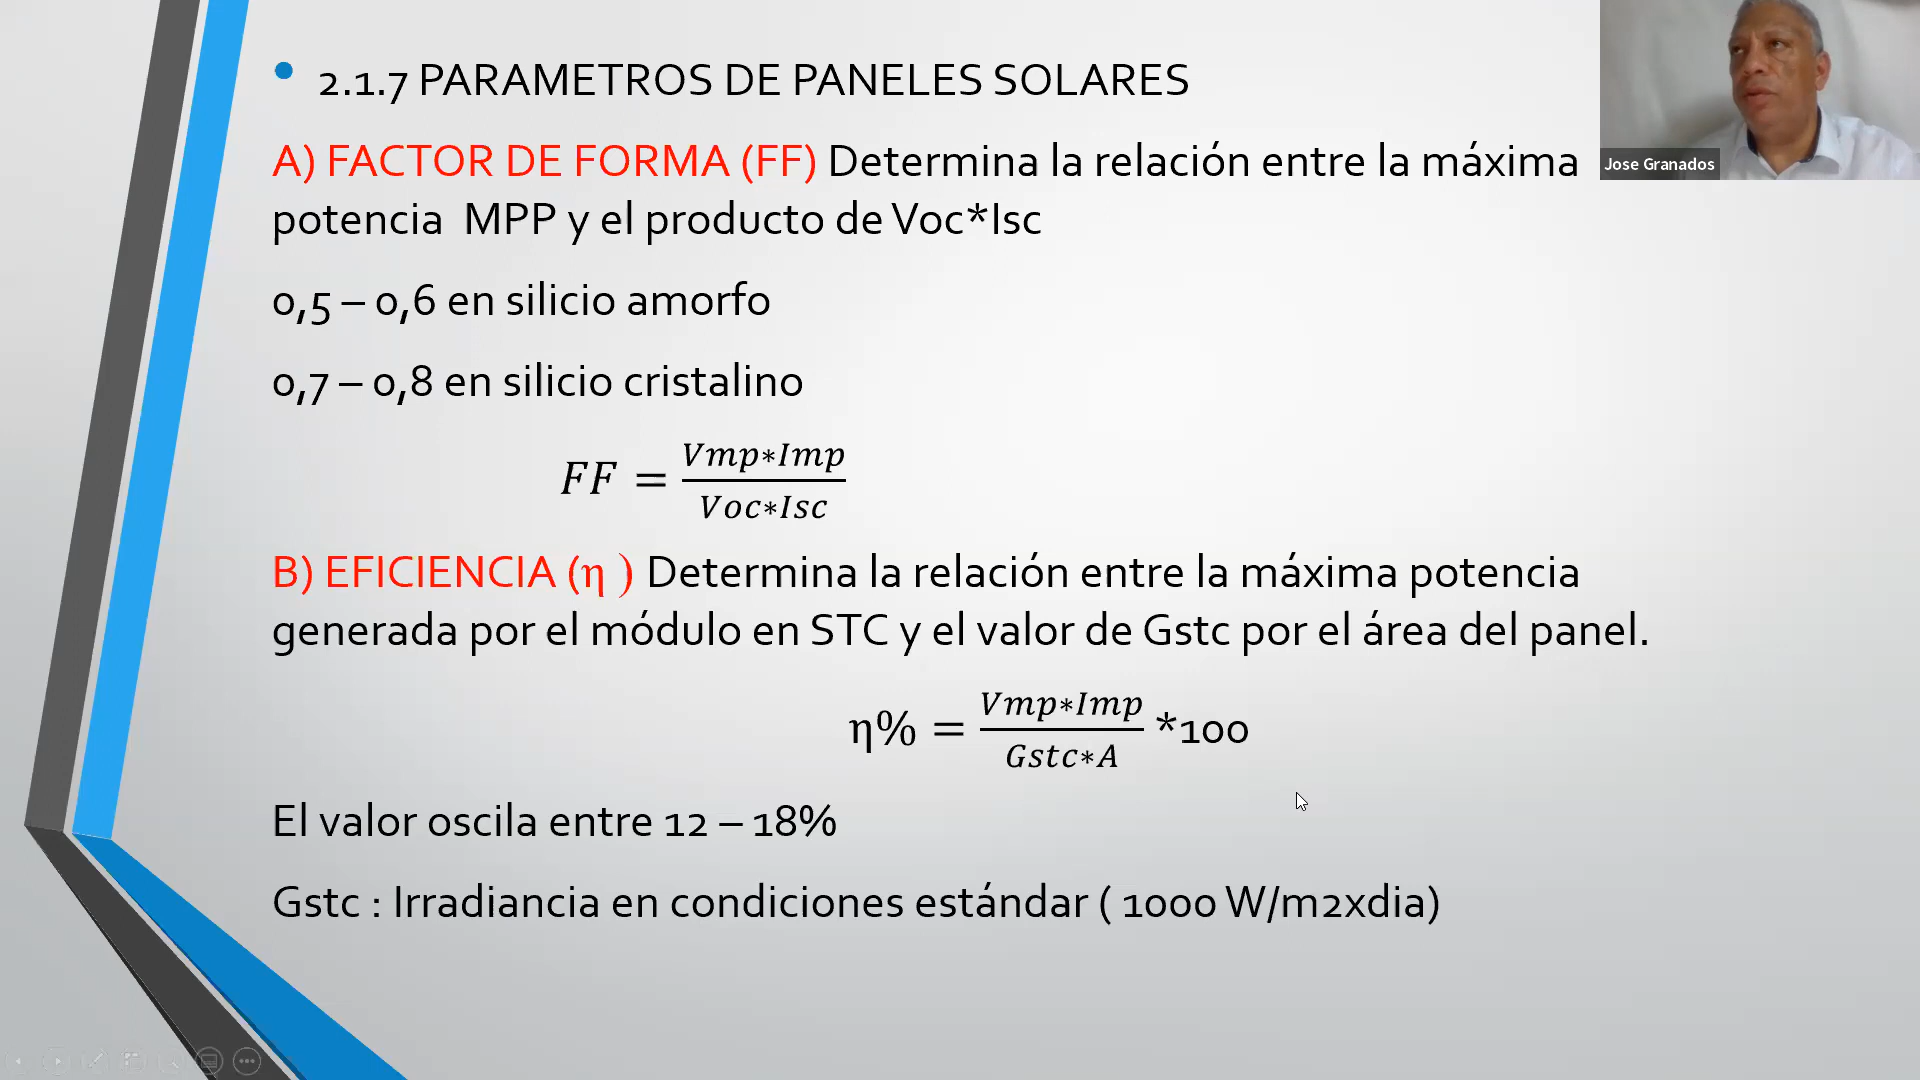 2.1.7 PARAMETROS DE PANELES SOLARES
A) FACTOR DE FORMA (FF) Determina la relación entre la máxima
potencia MPP y el producto de Voc*Isc
0,5 – 0,6 en silicio amorfo
0,7 – 0,8 en silicio cristalino
FF = Vmp*Imp / Voc*Isc
B) EFICIENCIA (η ) Determina la relación entre la máxima potencia
generada por el módulo en STC y el valor de Gstc por el área del panel.
η% = Vmp*Imp / Gstc*A *100
El valor oscila entre 12 – 18%
Gstc : Irradiancia en condiciones estándar ( 1000 W/m2xdia)
Jose Granados